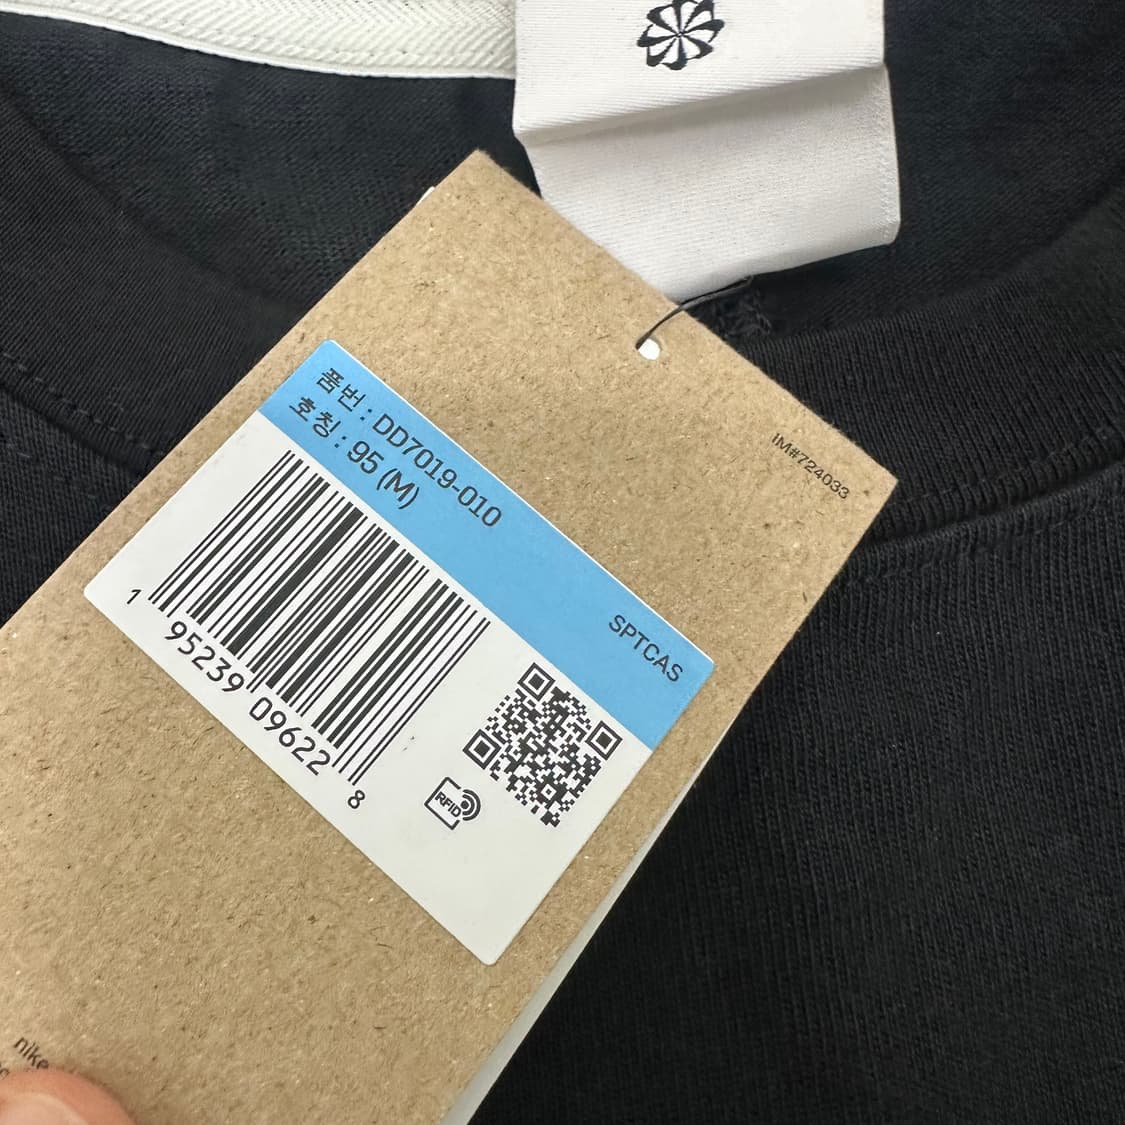 IM#724033
품번 : DD7019-010
호칭 : 95 (M)
SPTCAS
1 95239 09622 8
RFID
nike